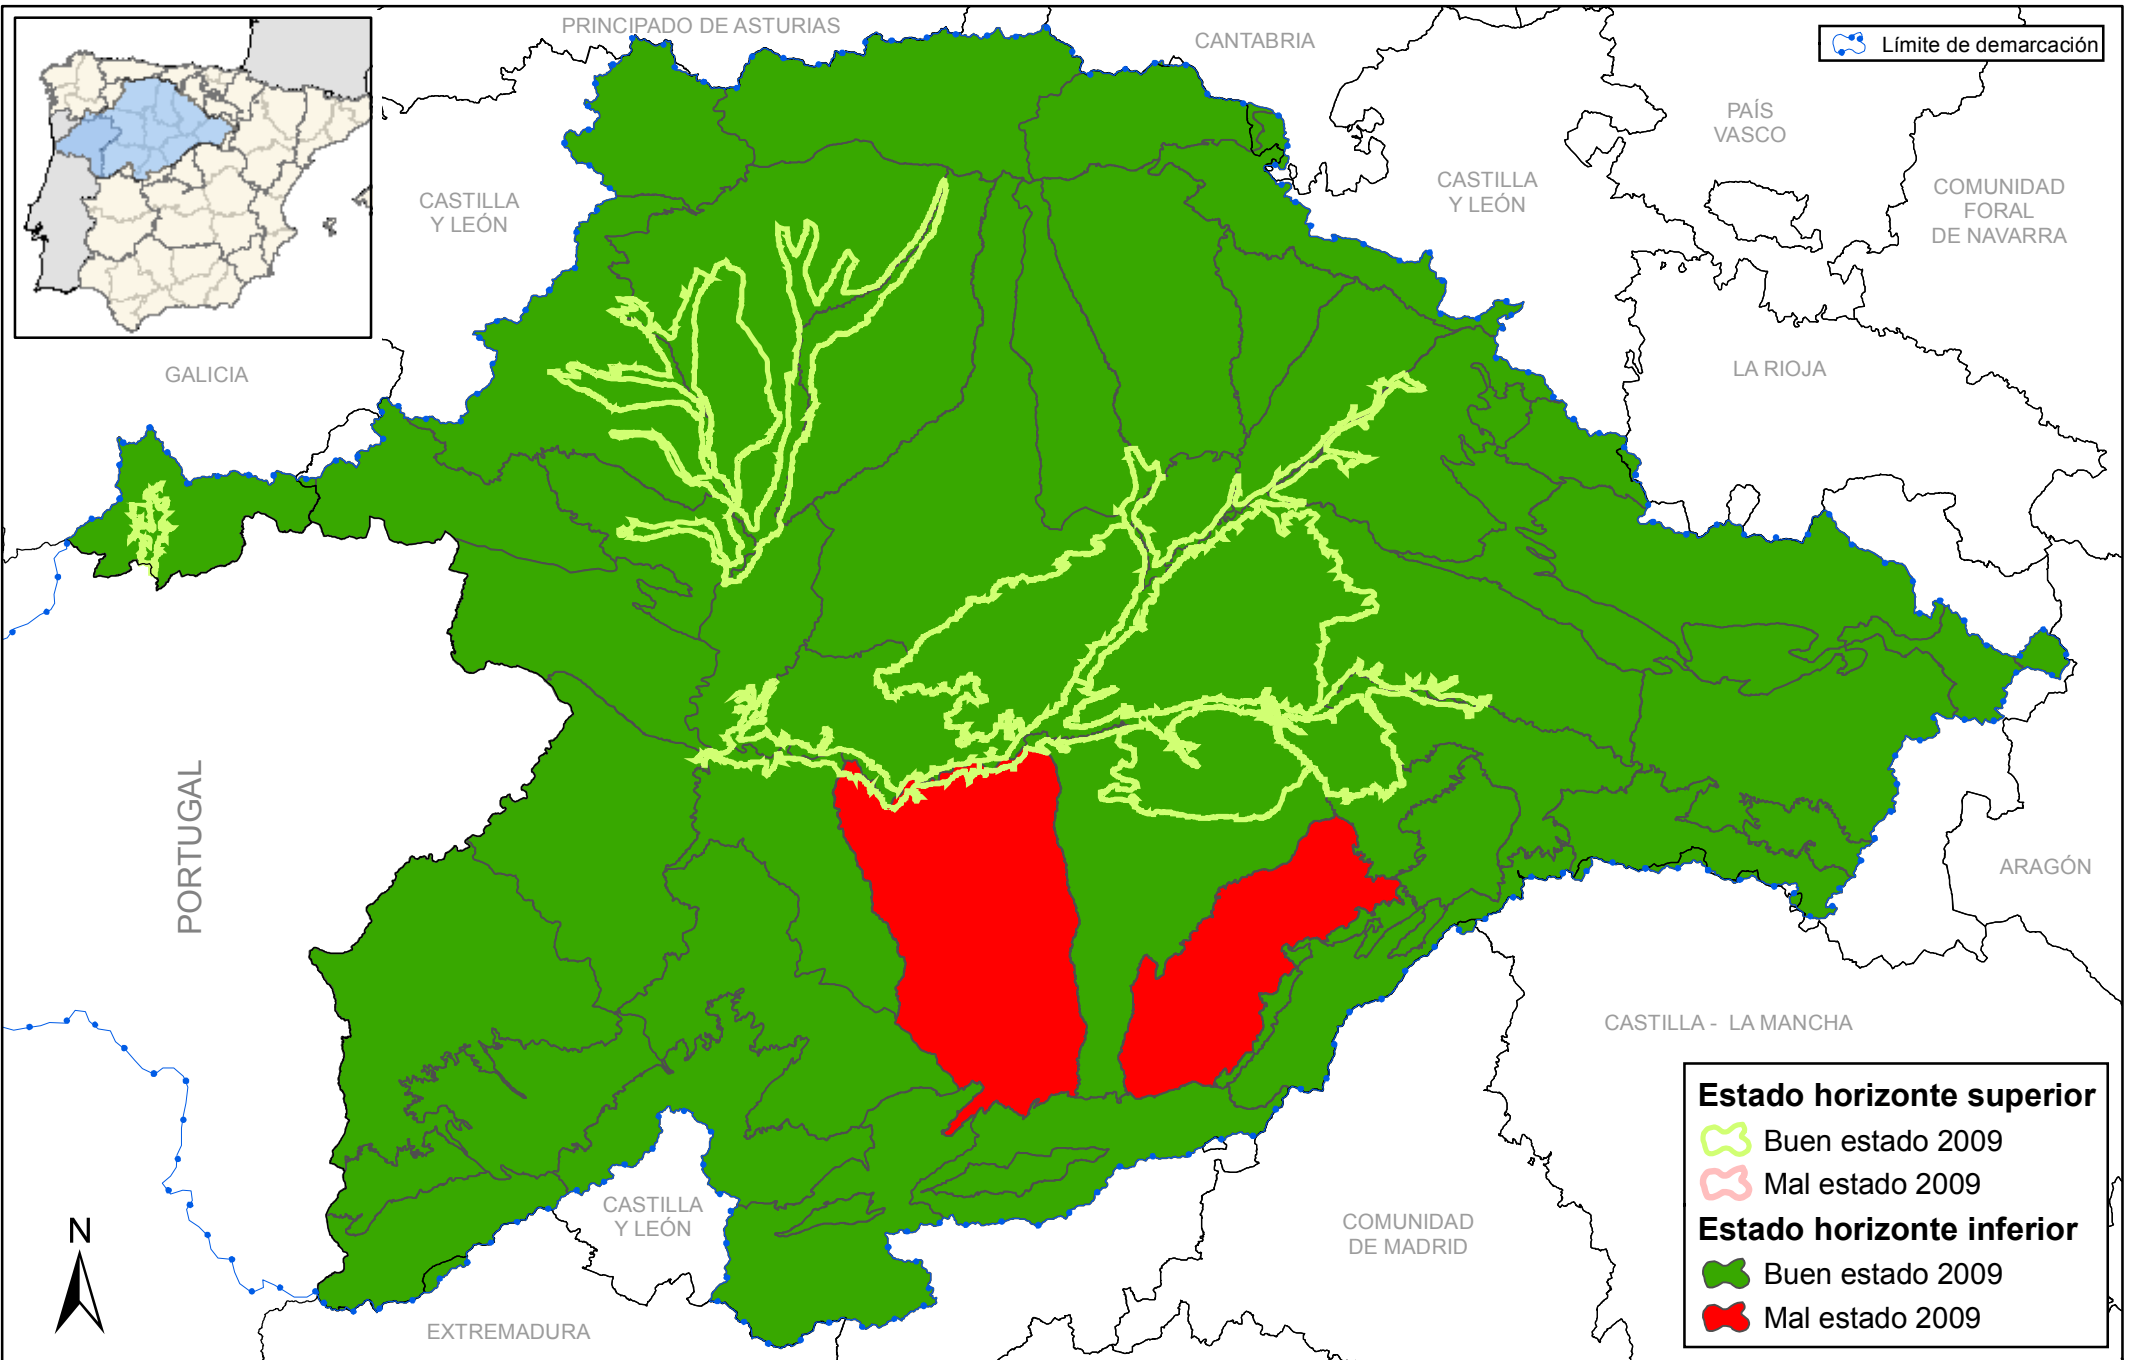 PRINCIPADO DE ASTURIAS
CANTABRIA
Límite de demarcación
PAÍS
VASCO
CASTILLA
Y LEÓN
CASTILLA
Y LEÓN
COMUNIDAD
FORAL
DE NAVARRA
GALICIA
LA RIOJA
PORTUGAL
ARAGÓN
CASTILLA - LA MANCHA
CASTILLA
Y LEÓN
COMUNIDAD
DE MADRID
EXTREMADURA
N
Estado horizonte superior
Buen estado 2009
Mal estado 2009
Estado horizonte inferior
Buen estado 2009
Mal estado 2009